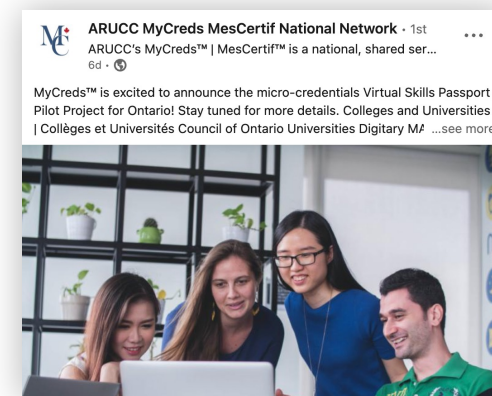 MC
ARUCC MyCreds MesCertif National Network · 1st
ARUCC's MyCreds™ | MesCertif™ is a national, shared ser...
6d ·
MyCreds™ is excited to announce the micro-credentials Virtual Skills Passport
Pilot Project for Ontario! Stay tuned for more details. Colleges and Universities
| Collèges et Universités Council of Ontario Universities Digitary MA ...see more